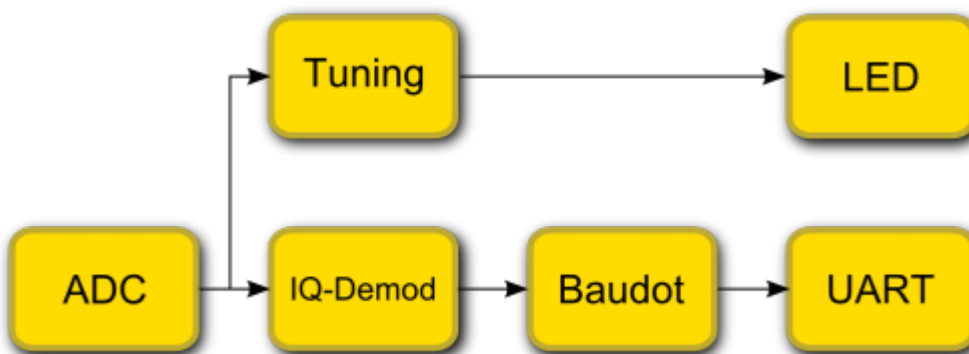 Tuning
LED
ADC
IQ-Demod
Baudot
UART